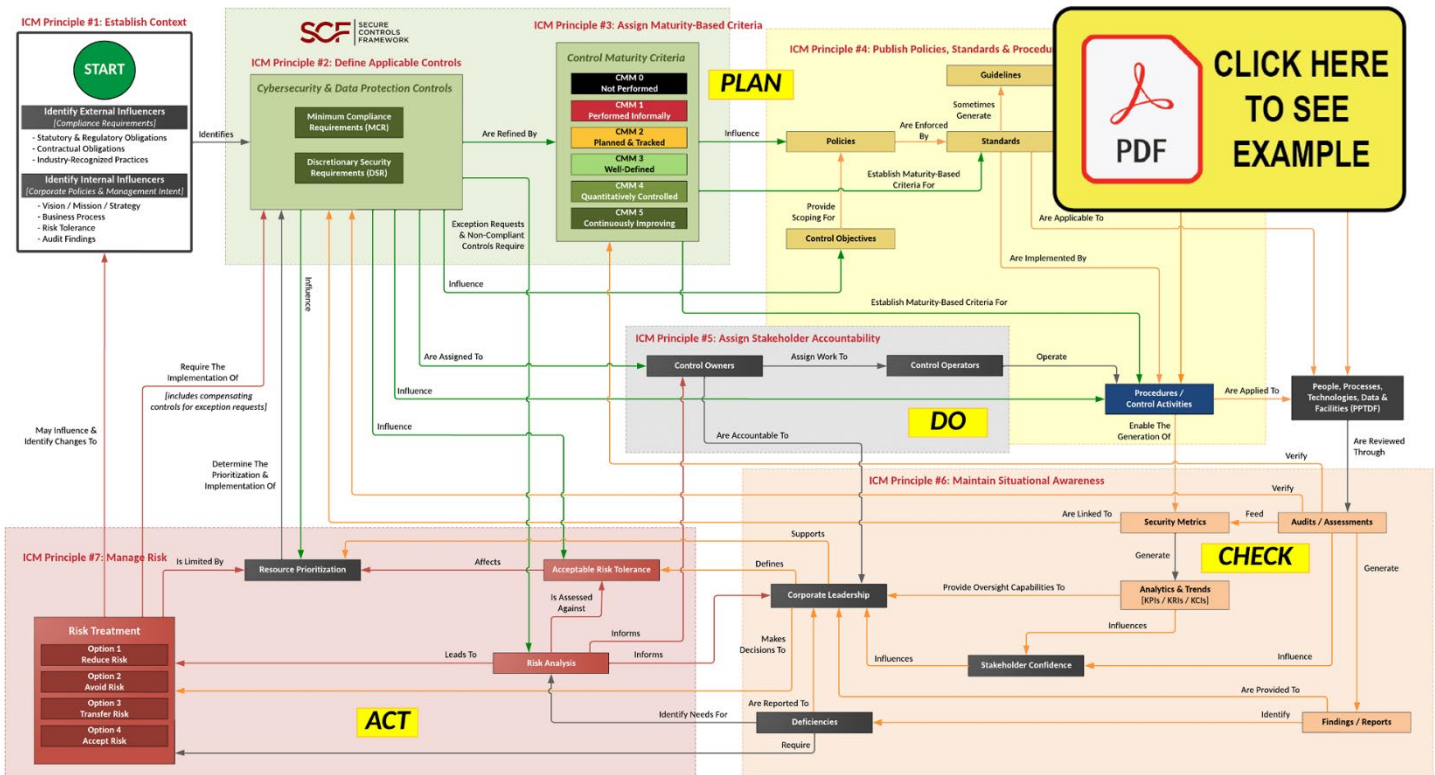 ICM Principle #1: Establish Context
START
Identify External Influencers
[Compliance Requirements]
- Statutory & Regulatory Obligations
- Contractual Obligations
- Industry-Recognized Practices
Identify Internal Influencers
[Corporate Policies & Management Intent]
- Vision / Mission / Strategy
- Business Process
- Risk Tolerance
- Audit Findings
Identifies
SCF
SECURE
CONTROLS
FRAMEWORK
ICM Principle #2: Define Applicable Controls
Cybersecurity & Data Protection Controls
Minimum Compliance
Requirements (MCR)
Discretionary Security
Requirements (DSR)
Are Refined By
Exception Requests
& Non-Compliant
Controls Require
ICM Principle #3: Assign Maturity-Based Criteria
Control Maturity Criteria
CMM 0
Not Performed
CMM 1
Performed Informally
CMM 2
Planned & Tracked
CMM 3
Well-Defined
CMM 4
Quantitatively Controlled
CMM 5
Continuously Improving
PLAN
Influence
ICM Principle #4: Publish Policies, Standards & Procedu
Guidelines
Sometimes
Generate
Policies
Are Enforced
By
Standards
Establish Maturity-Based
Criteria For
Provide
Scoping For
Control Objectives
Are Applicable To
Are Implemented By
Influence
Establish Maturity-Based Criteria For
PDF
CLICK HERE
TO SEE
EXAMPLE
Influence
ICM Principle #5: Assign Stakeholder Accountability
Are Assigned To
Control Owners
Assign Work To
Control Operators
Operate
Influence
Procedures /
Control Activities
Are Applied To
People, Processes,
Technologies, Data &
Facilities (PPTDF)
DO
Are Accountable To
Enable The
Generation Of
Are Reviewed
Through
Require The
Implementation Of
[includes compensating
controls for exception requests]
May Influence &
Identify Changes To
Influence
Determine The
Prioritization &
Implementation Of
Verify
ICM Principle #6: Maintain Situational Awareness
Verify
Are Linked To
Security Metrics
Feed
Audits / Assessments
Generate
CHECK
Generate
Analytics & Trends
[KPIs / KRIs / KCIs]
Provide Oversight Capabilities To
Influences
Corporate Leadership
Influences
Stakeholder Confidence
Influence
Are Provided To
Are Reported To
Deficiencies
Identify
Findings / Reports
Require
ICM Principle #7: Manage Risk
Is Limited By
Resource Prioritization
Affects
Acceptable Risk Tolerance
Supports
Defines
Is Assessed
Against
Informs
Makes
Decisions To
Risk Treatment
Option 1
Reduce Risk
Option 2
Avoid Risk
Option 3
Transfer Risk
Option 4
Accept Risk
Leads To
Risk Analysis
Informs
Identify Needs For
ACT